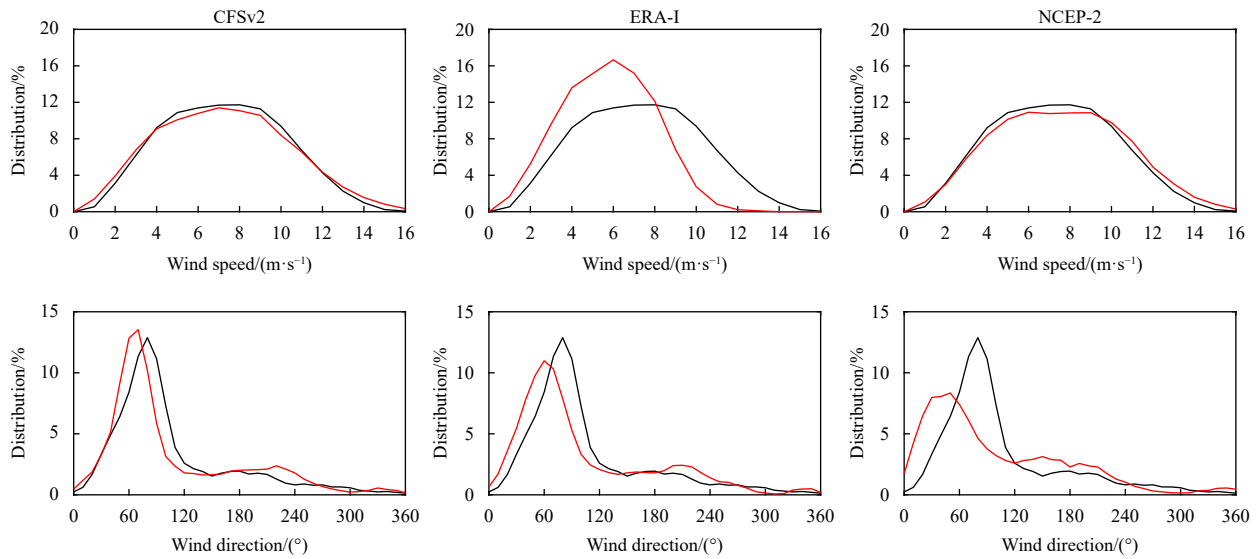 CFSv2
20
16
12
8
4
0
Distribution/%
0 2 4 6 8 10 12 14 16
Wind speed/(m·s⁻¹)
ERA-I
20
16
12
8
4
0
Distribution/%
0 2 4 6 8 10 12 14 16
Wind speed/(m·s⁻¹)
NCEP-2
20
16
12
8
4
0
Distribution/%
0 2 4 6 8 10 12 14 16
Wind speed/(m·s⁻¹)
15
10
5
0
Distribution/%
0 60 120 180 240 300 360
Wind direction/(°)
15
10
5
0
Distribution/%
0 60 120 180 240 300 360
Wind direction/(°)
15
10
5
0
Distribution/%
0 60 120 180 240 300 360
Wind direction/(°)